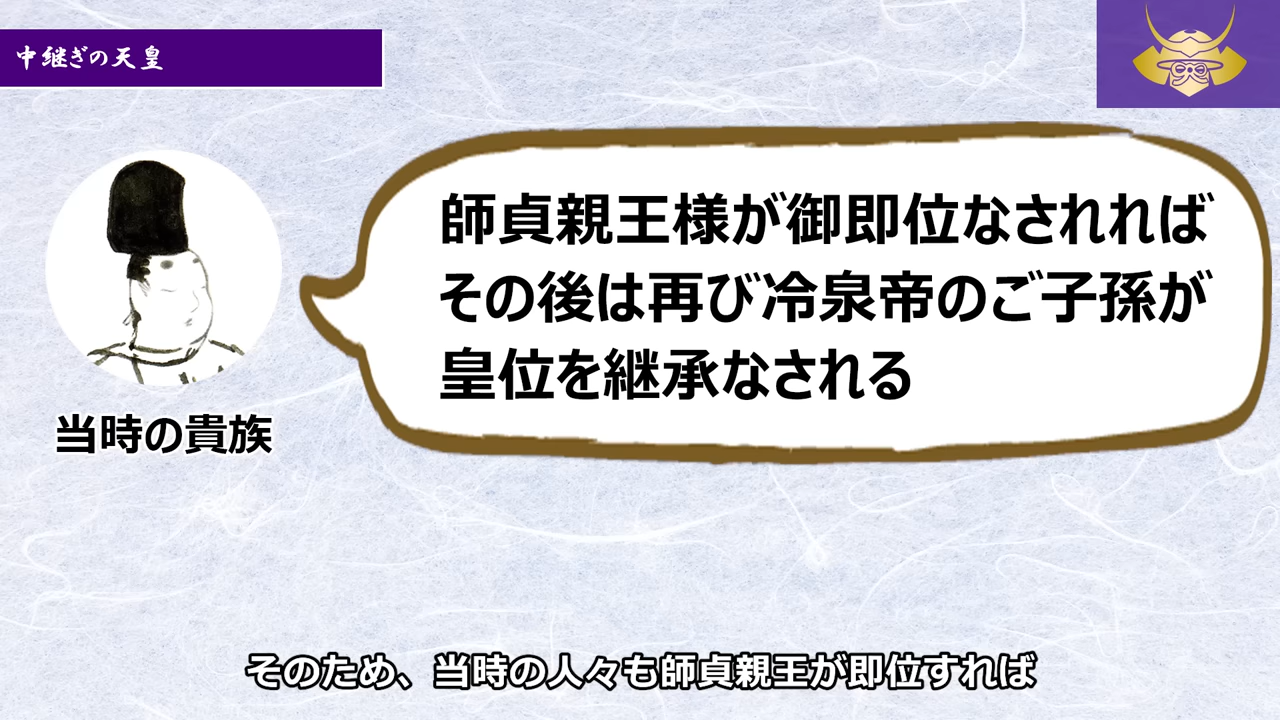 中継ぎの天皇
師貞親王様が御即位なされれば
その後は再び冷泉帝のご子孫が
皇位を継承なされる
当時の貴族
そのため、当時の人々も師貞親王が即位すれば